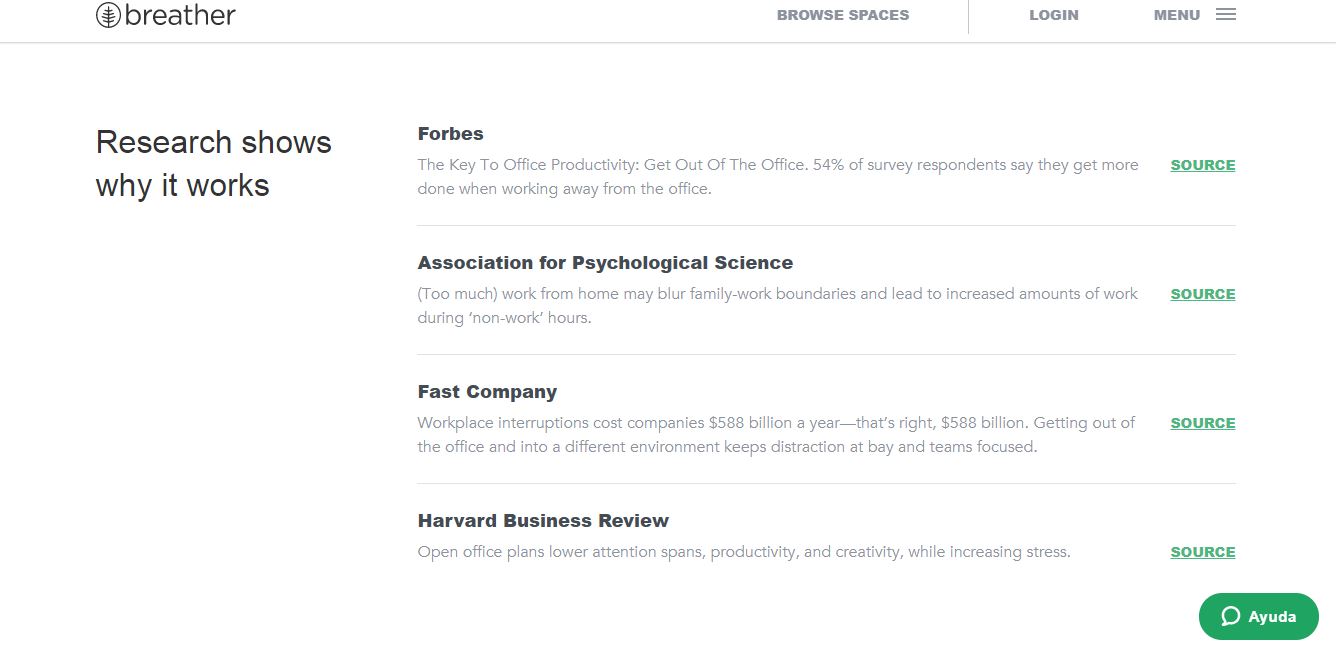 breather
BROWSE SPACES
LOGIN
MENU
Research shows
why it works
Forbes
The Key To Office Productivity: Get Out Of The Office. 54% of survey respondents say they get more
done when working away from the office.
SOURCE
Association for Psychological Science
(Too much) work from home may blur family-work boundaries and lead to increased amounts of work
during ‘non-work’ hours.
SOURCE
Fast Company
Workplace interruptions cost companies $588 billion a year—that’s right, $588 billion. Getting out of
the office and into a different environment keeps distraction at bay and teams focused.
SOURCE
Harvard Business Review
Open office plans lower attention spans, productivity, and creativity, while increasing stress.
SOURCE
Ayuda